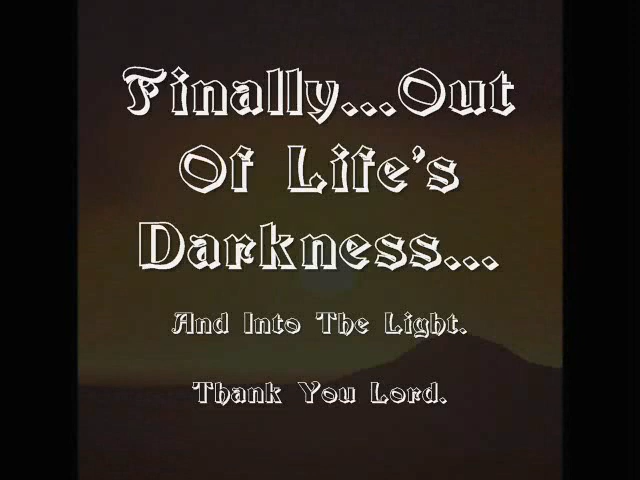 Finally...Out
Of Life's
Darkness...
And Into The Light.
Thank You Lord.